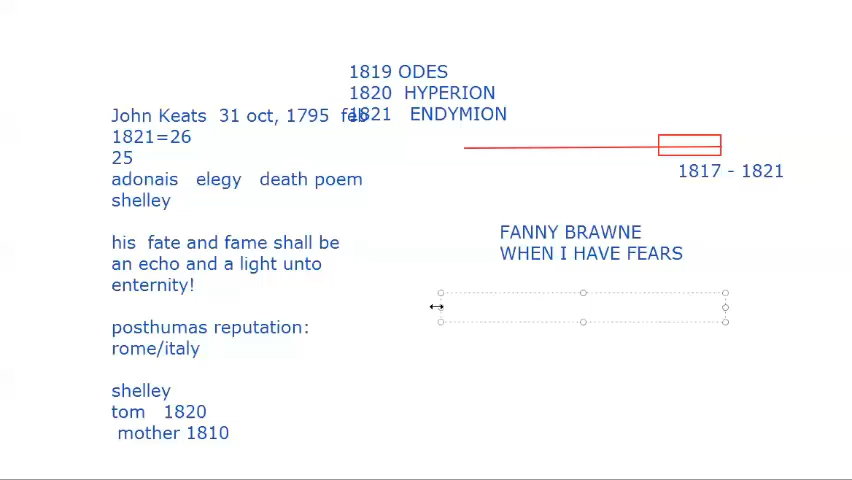 1819 ODES
1820 HYPERION
1821 ENDYMION
John Keats 31 oct, 1795 feb
1821=26
25
adonais elegy death poem
shelley
his fate and fame shall be
an echo and a light unto
enternity!
posthumas reputation:
rome/italy
shelley
tom 1820
mother 1810
1817 - 1821
FANNY BRAWNE
WHEN I HAVE FEARS